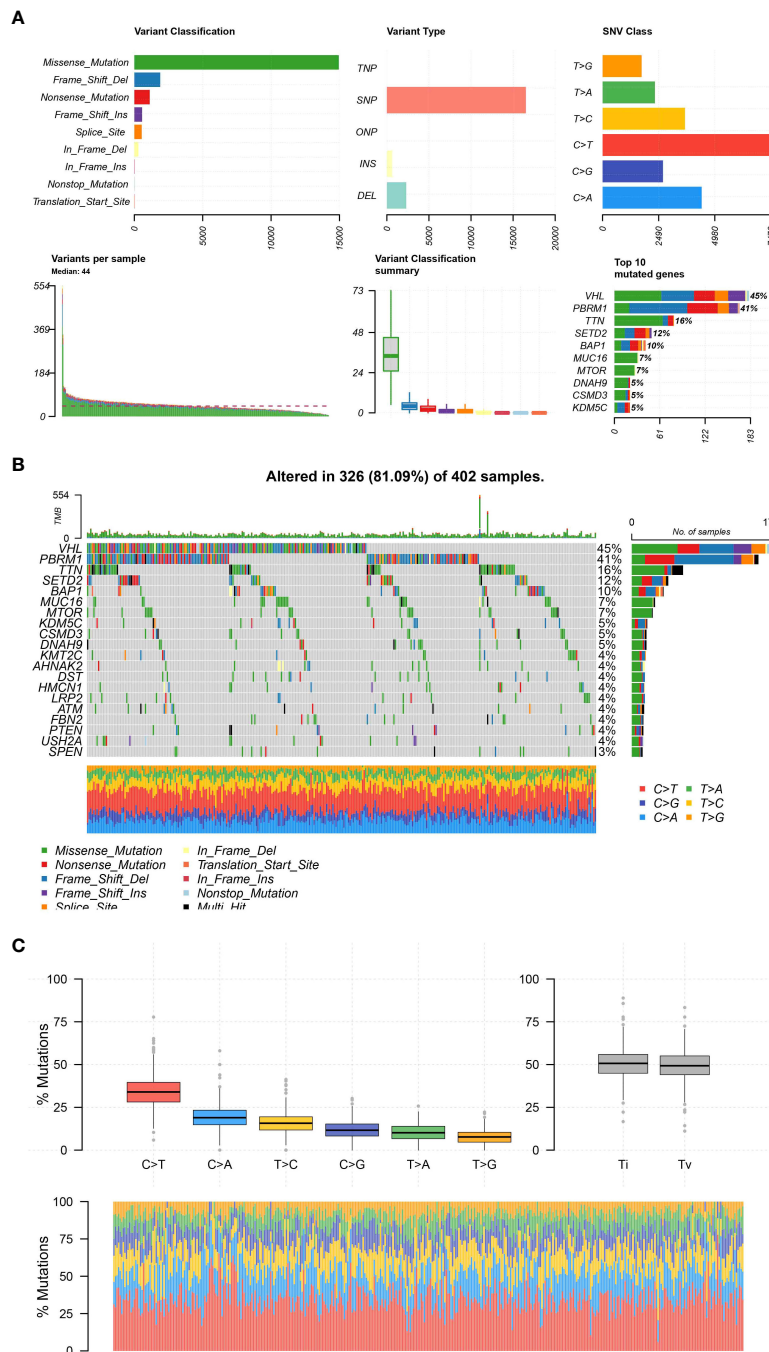 A
Variant Classification
Missense_Mutation
Frame_Shift_Del
Nonsense_Mutation
Frame_Shift_Ins
Splice_Site
In_Frame_Del
In_Frame_Ins
Nonstop_Mutation
Translation_Start_Site
0
5000
10000
15000
Variant Type
TNP
SNP
ONP
INS
DEL
0
5000
10000
15000
20000
SNV Class
T>G
T>A
T>C
C>T
C>G
C>A
0
2490
4980
Variants per sample
Median: 44
554
369
184
0
Variant Classification
summary
73
48
24
0
Top 10
mutated genes
VHL 45%
PBRM1 41%
TTN 16%
SETD2 12%
BAP1 10%
MUC16 7%
MTOR 7%
DNAH9 5%
CSMD3 5%
KDM5C 5%
0
61
122
183
B
Altered in 326 (81.09%) of 402 samples.
554
0
TMB
0
No. of samples
VHL 45%
PBRM1 41%
TTN 16%
SETD2 12%
BAP1 10%
MUC16 7%
MTOR 7%
KDM5C 5%
CSMD3 5%
DNAH9 5%
KMT2C 4%
AHNAK2 4%
DST 4%
HMCN1 4%
LRP2 4%
ATM 4%
FBN2 4%
PTEN 4%
USH2A 4%
SPEN 3%
C>T T>A
C>G T>C
C>A T>G
Missense_Mutation In_Frame_Del
Nonsense_Mutation Translation_Start_Site
Frame_Shift_Del In_Frame_Ins
Frame_Shift_Ins Nonstop_Mutation
Splice_Site Multi_Hit
C
% Mutations
100
75
50
25
0
C>T C>A T>C C>G T>A T>G
100
50
0
Ti Tv
% Mutations
100
75
50
25
0